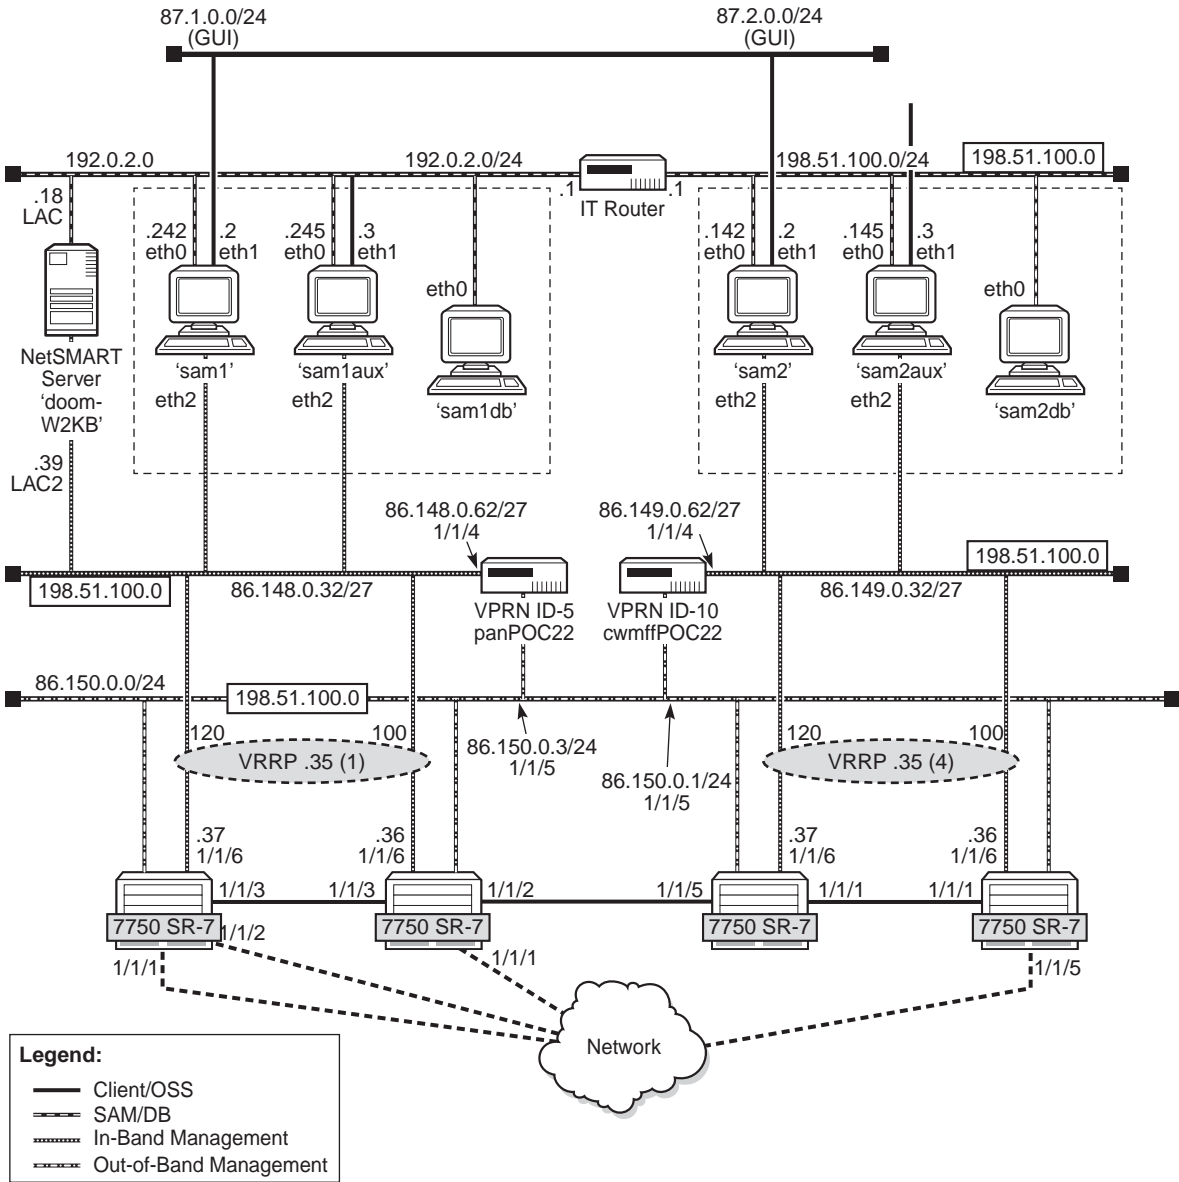 87.1.0.0/24
(GUI)
87.2.0.0/24
(GUI)
192.0.2.0
192.0.2.0/24
198.51.100.0/24
198.51.100.0
.1
.1
IT Router
.18
LAC
.242
eth0
.2
eth1
.245
eth0
.3
eth1
eth0
.142
eth0
.2
eth1
.145
eth0
.3
eth1
eth0
NetSMART
Server
'doom-
W2KB'
'sam1'
'sam1aux'
'sam1db'
'sam2'
'sam2aux'
'sam2db'
eth2
eth2
eth2
eth2
.39
LAC2
86.148.0.62/27
1/1/4
86.149.0.62/27
1/1/4
198.51.100.0
86.148.0.32/27
86.149.0.32/27
198.51.100.0
VPRN ID-5
panPOC22
VPRN ID-10
cwmffPOC22
86.150.0.0/24
198.51.100.0
120
100
VRRP .35 (1)
86.150.0.3/24
1/1/5
86.150.0.1/24
1/1/5
120
100
VRRP .35 (4)
.37
1/1/6
.36
1/1/6
.37
1/1/6
.36
1/1/6
1/1/3
1/1/3
1/1/2
1/1/5
1/1/1
1/1/1
7750 SR-7
7750 SR-7
7750 SR-7
7750 SR-7
1/1/2
1/1/1
1/1/1
1/1/5
Network
Legend:
Client/OSS
SAM/DB
In-Band Management
Out-of-Band Management